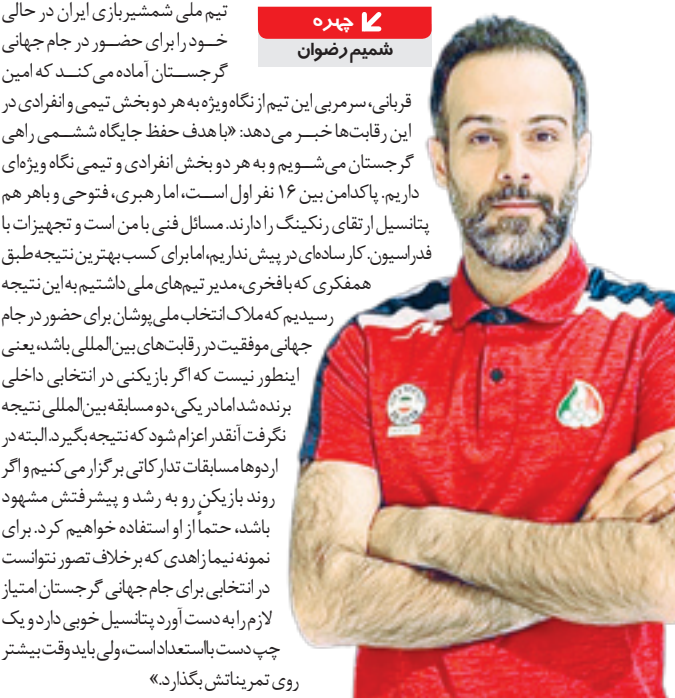 چهره
شمیم رضوان
تیم ملی شمشیربازی ایران در حالی
خود را برای حضور در جام جهانی
گرجستان آماده می‌کند که امین
قربانی، سرمربی این تیم از نگاه ویژه به هر دو بخش تیمی و انفرادی در
این رقابت‌ها خبر می‌دهد: «با هدف حفظ جایگاه ششمی راهی
گرجستان می‌شویم و به هر دو بخش انفرادی و تیمی نگاه ویژه‌ای
داریم. پاکدامن بین ۱۶ نفر اول است، اما رهبری، فتوحی و باهر هم
پتانسیل ارتقای رنکینگ را دارند. مسائل فنی با من است و تجهیزات با
فدراسیون. کار ساده‌ای در پیش نداریم، اما برای کسب بهترین نتیجه طبق
همفکری که با فخری، مدیر تیم‌های ملی داشتیم به این نتیجه
رسیدیم که ملاک انتخاب ملی پوشان برای حضور در جام
جهانی موفقیت در رقابت‌های بین‌المللی باشد، یعنی
اینطور نیست که اگر بازیکنی در انتخابی داخلی
برنده شد اما در یکی، دو مسابقه بین‌المللی نتیجه
نگرفت آنقدر اعزام شود که نتیجه بگیرد. البته در
اردوها مسابقات تدارکاتی برگزار می‌کنیم و اگر
روند بازیکن رو به رشد و پیشرفتش مشهود
باشد، حتماً از او استفاده خواهیم کرد. برای
نمونه نیما زاهدی که برخلاف تصور نتوانست
در انتخابی برای جام جهانی گرجستان امتیاز
لازم را به دست آورد پتانسیل خوبی دارد و یک
چپ دست بااستعداد است، ولی باید وقت بیشتر
روی تمریناتش بگذارد.»